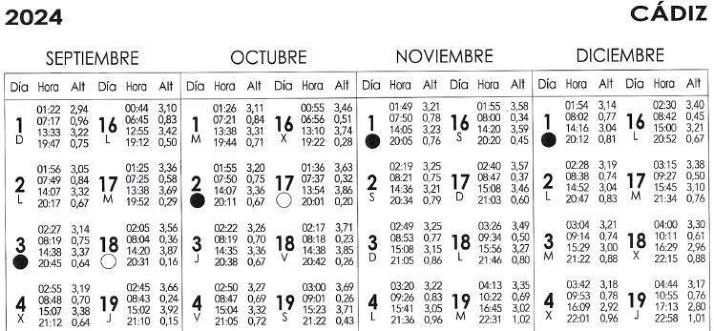 2024 CÁDIZ
SEPTIEMBRE OCTUBRE NOVIEMBRE DICIEMBRE
Día Hora Alt Día Hora Alt Día Hora Alt Día Hora Alt Día Hora Alt Día Hora Alt Día Hora Alt Día Hora Alt
01:22 2,94 00:44 3,10 01:26 3,11 00:55 3,46 01:49 3,21 01:55 3,58 01:54 3,14 02:30 3,40
1 07:17 0,96 16 06:45 0,83 1 07:21 0,84 16 06:56 0,51 1 07:50 0,78 16 08:00 0,34 1 08:02 0,77 16 08:42 0,45
13:33 3,22 12:55 3,42 13:38 3,31 13:10 3,74 14:05 3,23 14:20 3,59 14:16 3,04 15:00 3,21
D 19:47 0,75 L 19:12 0,50 M 19:44 0,71 X 19:22 0,28 20:05 0,76 S 20:20 0,45 20:12 0,81 L 20:52 0,67
01:56 3,05 01:25 3,36 01:55 3,20 01:36 3,63 02:19 3,25 02:40 3,57 02:28 3,19 03:15 3,38
2 07:49 0,84 17 07:25 0,58 2 07:50 0,75 17 07:37 0,32 2 08:21 0,75 17 08:47 0,37 2 08:38 0,74 17 09:27 0,50
14:07 3,32 13:38 3,69 14:07 3,36 13:54 3,86 14:36 3,21 15:08 3,46 14:52 3,04 15:45 3,10
L 20:17 0,67 M 19:52 0,29 20:11 0,67 20:01 0,20 S 20:34 0,79 D 21:03 0,60 L 20:47 0,83 M 21:34 0,76
02:27 3,14 02:05 3,56 02:22 3,26 02:17 3,71 02:49 3,25 03:26 3,49 03:04 3,21 04:00 3,30
3 08:19 0,75 18 08:04 0,36 3 08:19 0,70 18 08:18 0,23 3 08:53 0,77 18 09:34 0,50 3 09:14 0,74 18 10:11 0,61
14:38 3,37 14:20 3,87 14:35 3,36 14:38 3,85 15:08 3,15 15:56 3,27 15:29 3,00 16:29 2,96
20:45 0,64 20:31 0,16 J 20:38 0,67 V 20:42 0,26 D 21:05 0,86 L 21:46 0,80 M 21:22 0,88 X 22:15 0,88
02:55 3,19 02:45 3,66 02:50 3,27 03:00 3,69 03:20 3,22 04:13 3,35 03:42 3,18 04:44 3,17
4 08:48 0,70 19 08:43 0,24 4 08:47 0,69 19 09:01 0,26 4 09:26 0,83 19 10:22 0,69 4 09:53 0,78 19 10:55 0,76
15:07 3,38 15:02 3,92 15:04 3,32 15:23 3,71 15:41 3,05 16:45 3,02 16:09 2,92 17:13 2,80
X 21:12 0,64 J 21:10 0,15 V 21:05 0,72 S 21:22 0,43 L 21:36 0,96 M 22:31 1,02 X 22:01 0,96 J 22:58 1,01